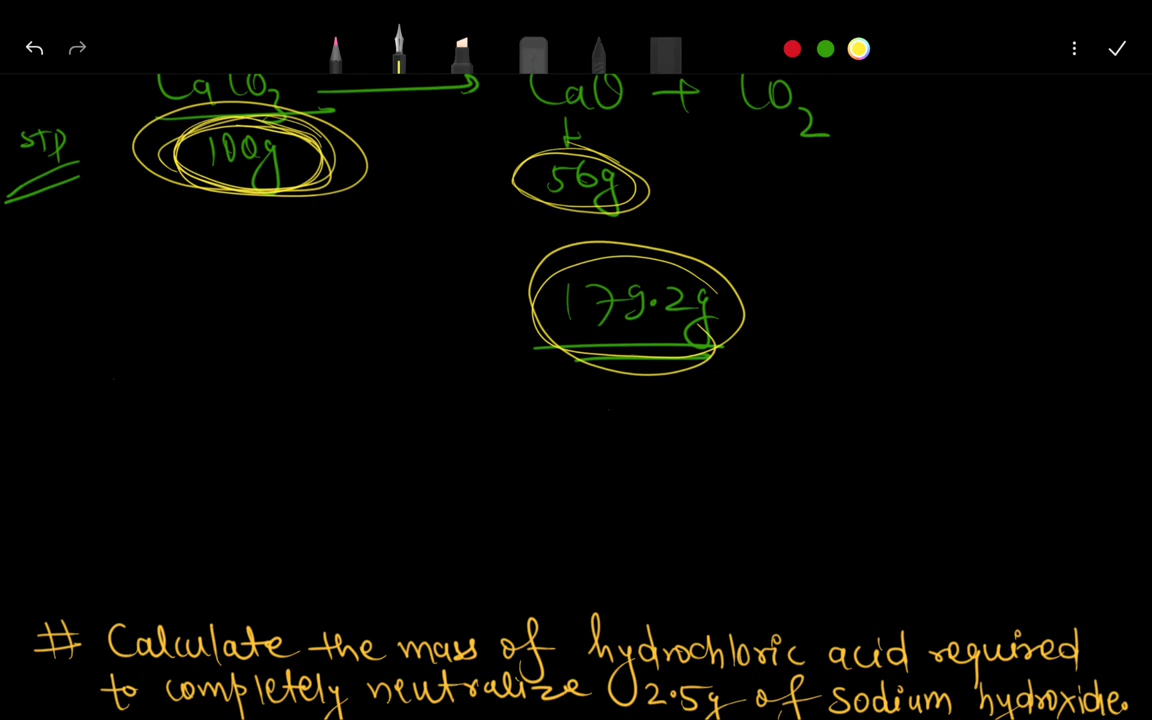 CaCO3 → CaO + CO2
STP 100g 56g
179.2g
# Calculate the mass of hydrochloric acid required
to completely neutralize 2.5g of sodium hydroxide.